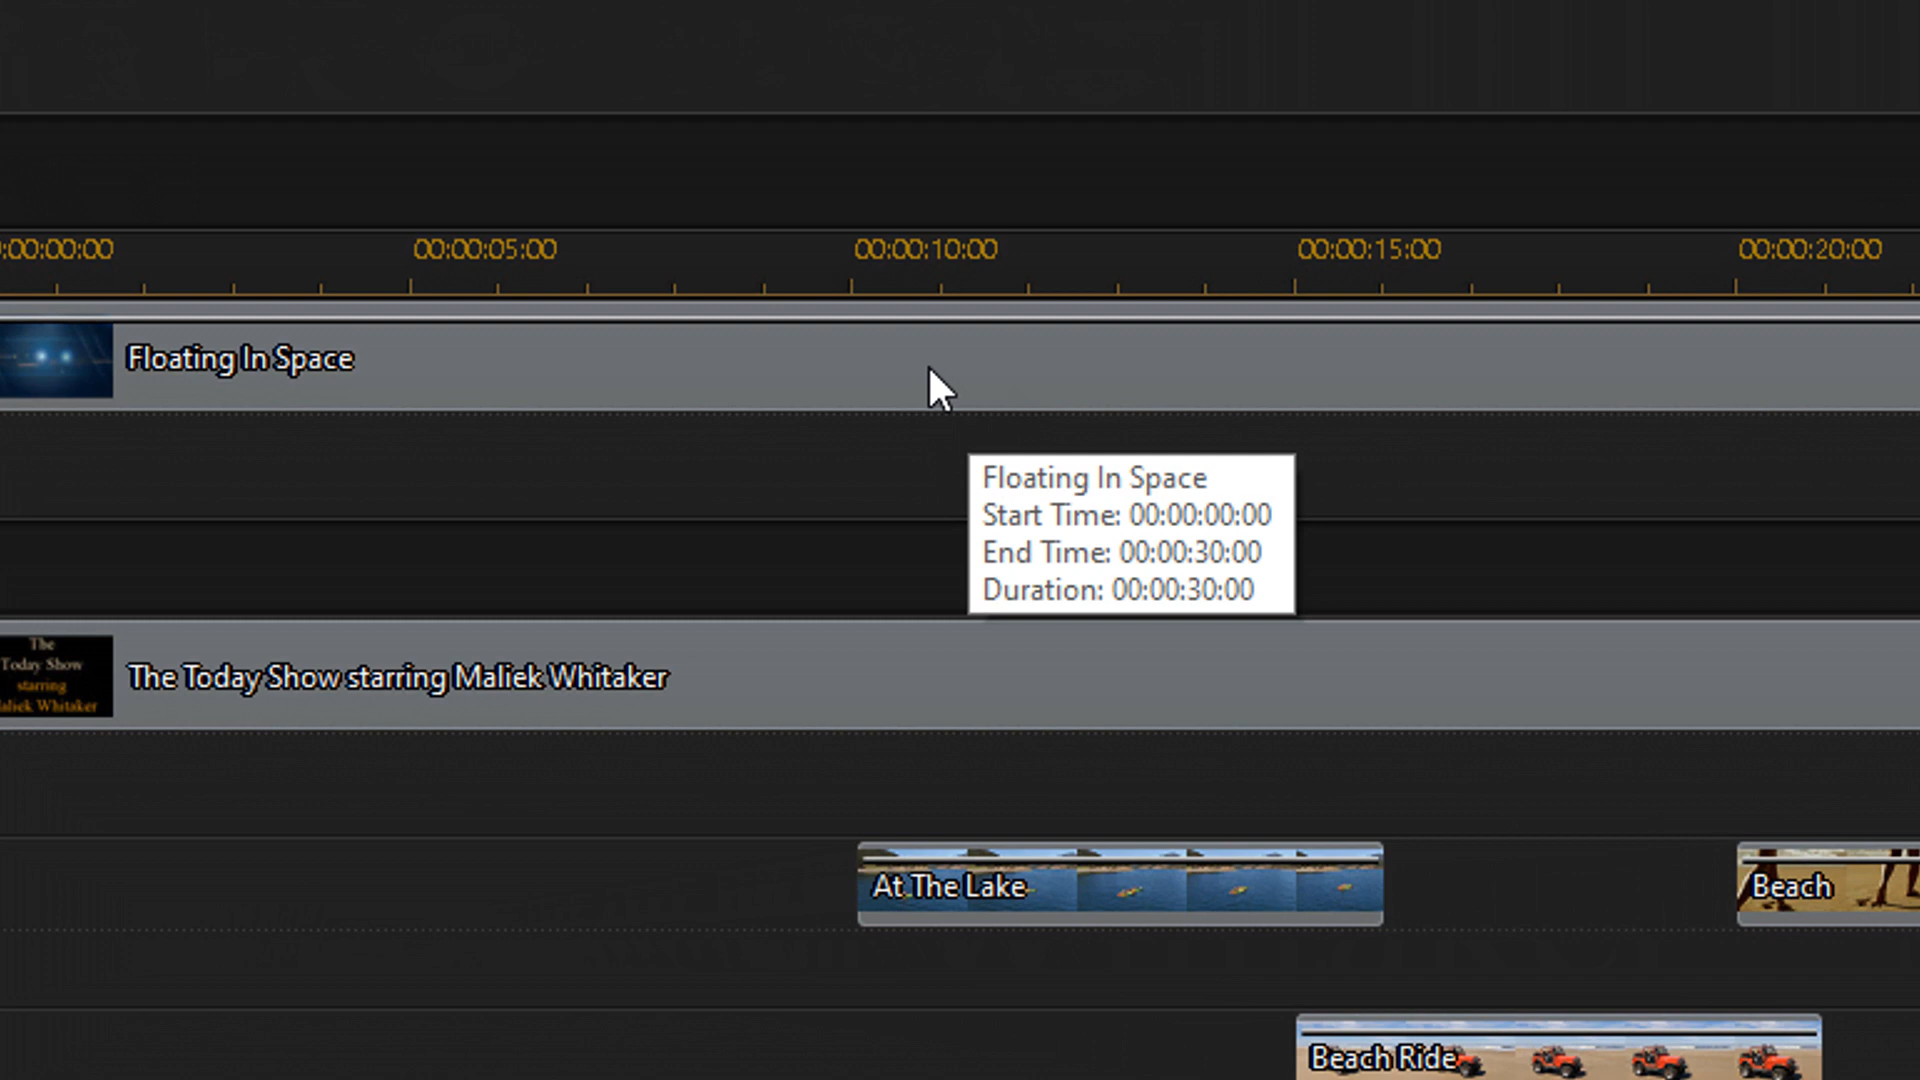 :00:00:00
00:00:05:00
00:00:10:00
00:00:15:00
00:00:20:00
Floating In Space
Floating In Space
Start Time: 00:00:00:00
End Time: 00:00:30:00
Duration: 00:00:30:00
The
Today Show
starring
aliek Whitaker
The Today Show starring Maliek Whitaker
At The Lake
Beach
Beach Ride